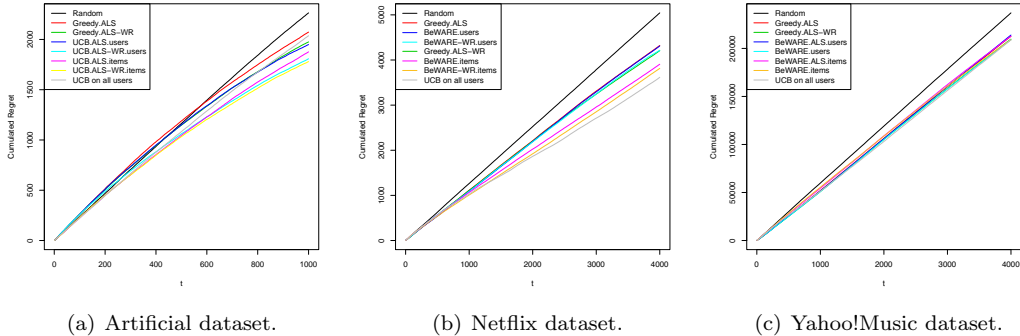 Random
Greedy.ALS
Greedy.ALS−WR
UCB.ALS.users
UCB.ALS−WR.users
UCB.ALS.items
UCB.ALS−WR.items
UCB on all users
Cumulated Regret
0 500 1000 1500 2000
0 200 400 600 800 1000
t
(a) Artificial dataset.
Random
Greedy.ALS
BeWARE.users
BeWARE−WR.users
Greedy.ALS−WR
BeWARE.items
BeWARE−WR.items
UCB on all users
Cumulated Regret
0 1000 2000 3000 4000 5000
0 1000 2000 3000 4000
t
(b) Netflix dataset.
Random
Greedy.ALS
Greedy.ALS−WR
BeWARE.ALS.users
BeWARE.users
BeWARE.ALS.items
BeWARE.items
UCB on all users
Cumulated Regret
0 50000 100000 150000 200000
0 1000 2000 3000 4000
t
(c) Yahoo!Music dataset.